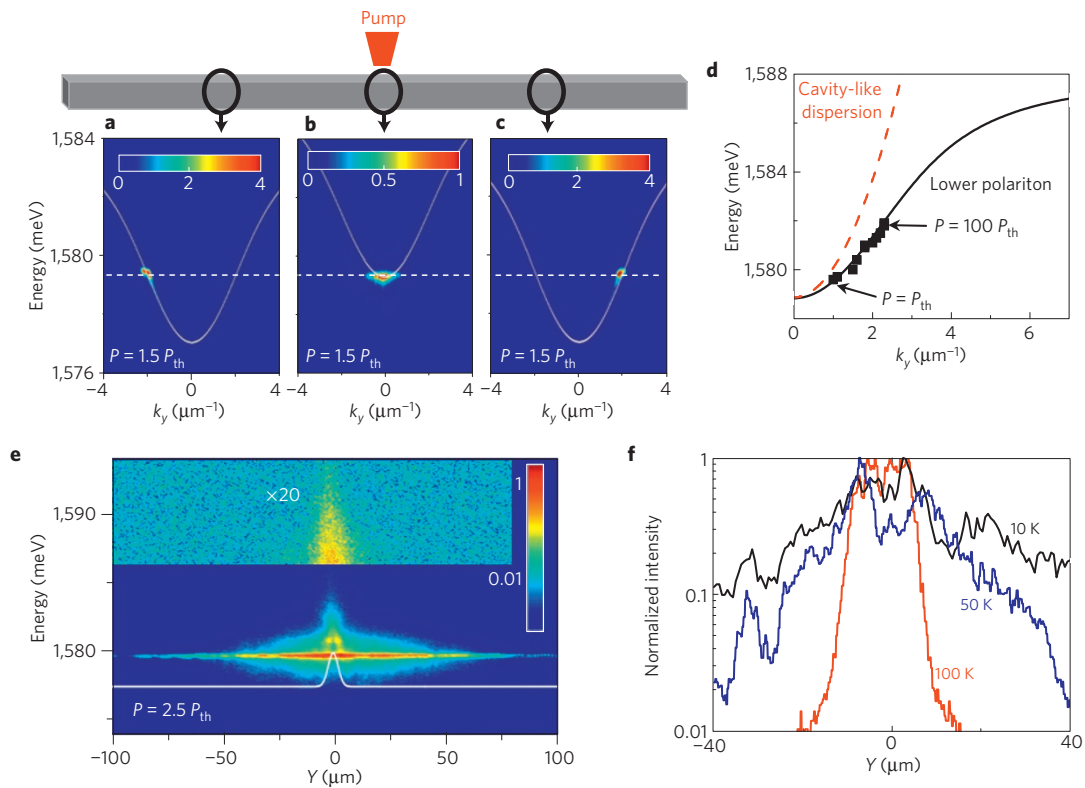 Pump
a
b
c
1,584
1,580
1,576
Energy (meV)
0 2 4
0 0.5 1
0 2 4
P = 1.5 Pth
P = 1.5 Pth
P = 1.5 Pth
−4 0 4
−4 0 4
−4 0 4
ky (μm−1)
ky (μm−1)
ky (μm−1)
d
1,588
1,584
1,580
Energy (meV)
Cavity-like
dispersion
Lower polariton
P = 100 Pth
P = Pth
0 2 4 6
ky (μm−1)
e
×20
1
0.01
1,590
1,580
Energy (meV)
P = 2.5 Pth
−100 −50 0 50 100
Y (μm)
f
1
0.1
0.01
Normalized intensity
10 K
50 K
100 K
−40 0 40
Y (μm)